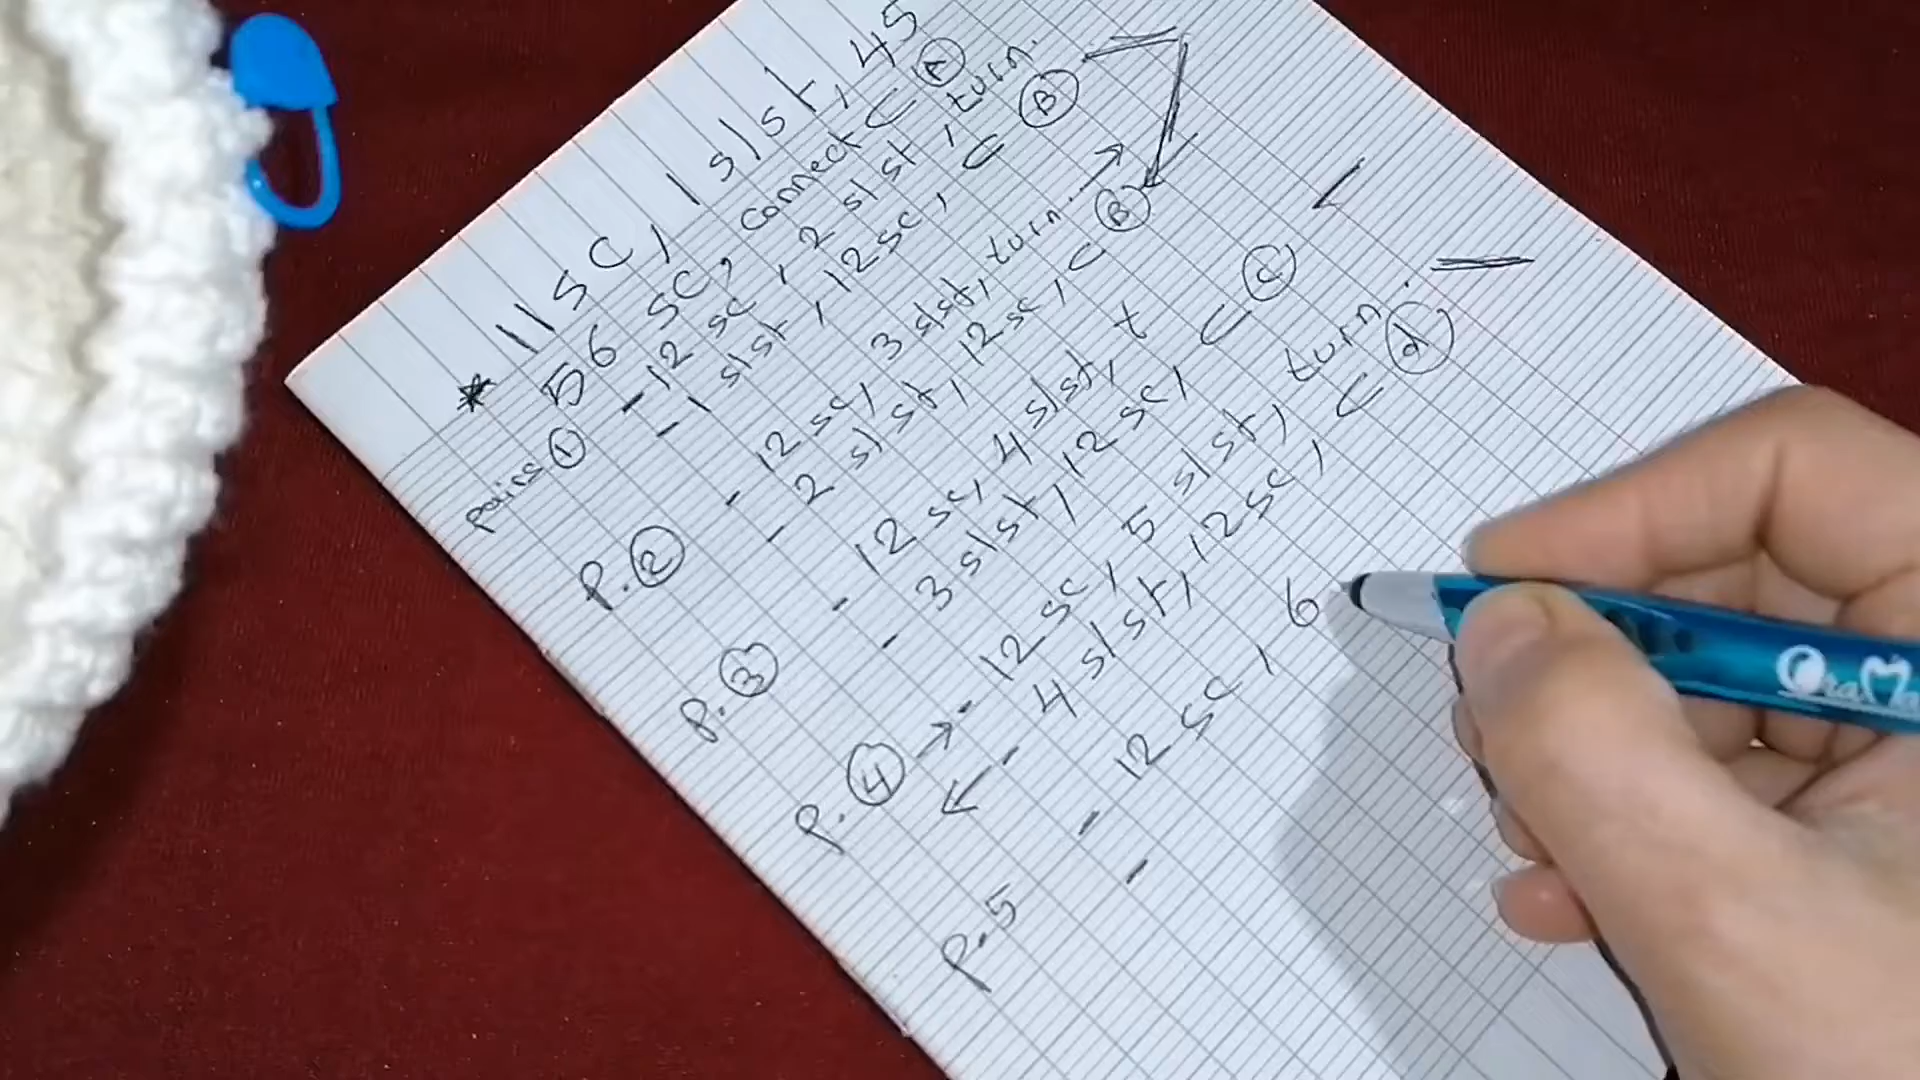 * 11 sc, 1 slst, 45
56 sc, connect C (A)
pairs (1) - 12 sc, 2 slst, turn.
- 1 slst, 12 sc, C (B)
P. (2) - 12 sc, 3 slst, turn. →
- 2 slst, 12 sc, C (B)
P. (3) - 12 sc, 4 slst, t
- 3 slst, 12 sc, C
P. (4) → - 12 sc, 5 slst, turn.
← - 4 slst, 12 sc, C (d)
P. 5 - 12 sc, 6
-